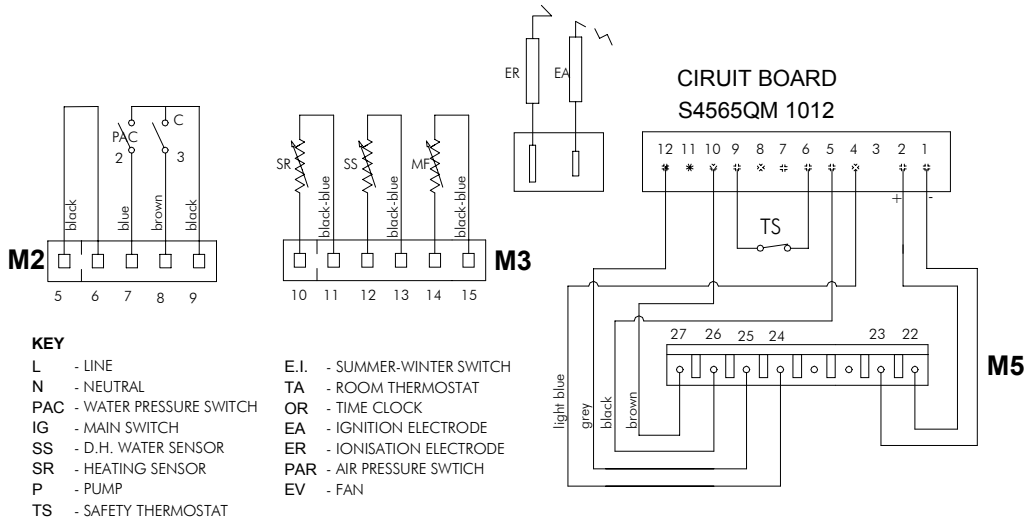 CIRUIT BOARD
S4565QM 1012
ER
EA
12 11 10 9 8 7 6 5 4 3 2 1
+ -
TS
PAC
C
2
3
black
blue
brown
black
M2
5 6 7 8 9
SR
SS
MF
black-blue
black-blue
black-blue
M3
10 11 12 13 14 15
27 26 25 24 23 22
M5
light blue
grey
black
brown
KEY
L - LINE
N - NEUTRAL
PAC - WATER PRESSURE SWITCH
IG - MAIN SWITCH
SS - D.H. WATER SENSOR
SR - HEATING SENSOR
P - PUMP
TS - SAFETY THERMOSTAT
E.I. - SUMMER-WINTER SWITCH
TA - ROOM THERMOSTAT
OR - TIME CLOCK
EA - IGNITION ELECTRODE
ER - IONISATION ELECTRODE
PAR - AIR PRESSURE SWTICH
EV - FAN